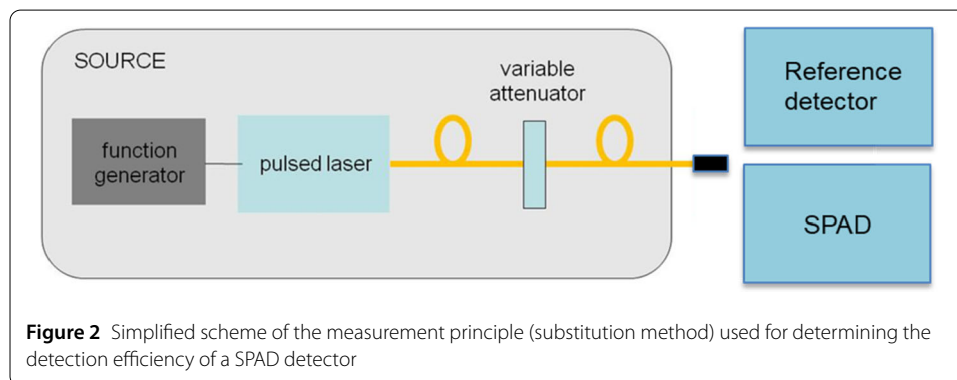 SOURCE
variable
attenuator
function
generator
pulsed laser
Reference
detector
SPAD
Figure 2 Simplified scheme of the measurement principle (substitution method) used for determining the
detection efficiency of a SPAD detector